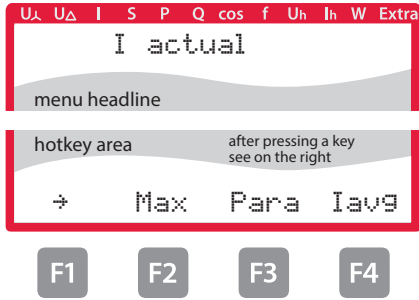 U⅄ U△ I S P Q cos f Uh Ih W Extra
I actual
menu headline
hotkey area
after pressing a key
see on the right
→ Max Para Iavg
F1 F2 F3 F4